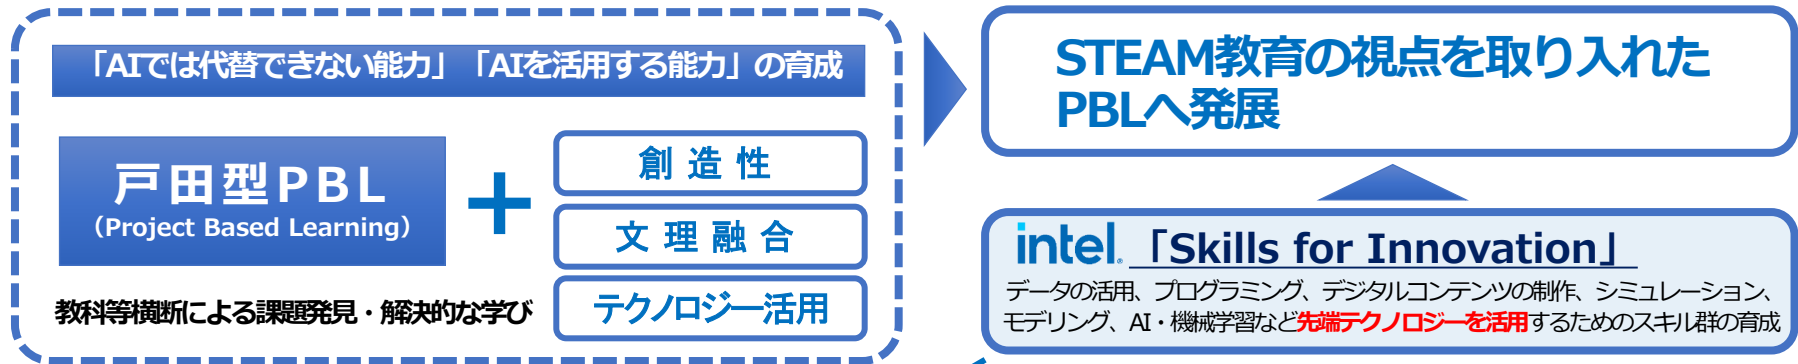 「AIでは代替できない能力」「AIを活用する能力」の育成
戸田型PBL
（Project Based Learning）
+
創造性
文理融合
テクノロジー活用
教科等横断による課題発見・解決的な学び
STEAM教育の視点を取り入れた
PBLへ発展
intel.「Skills for Innovation」
データの活用、プログラミング、デジタルコンテンツの制作、シミュレーション、
モデリング、AI・機械学習など先端テクノロジーを活用するためのスキル群の育成